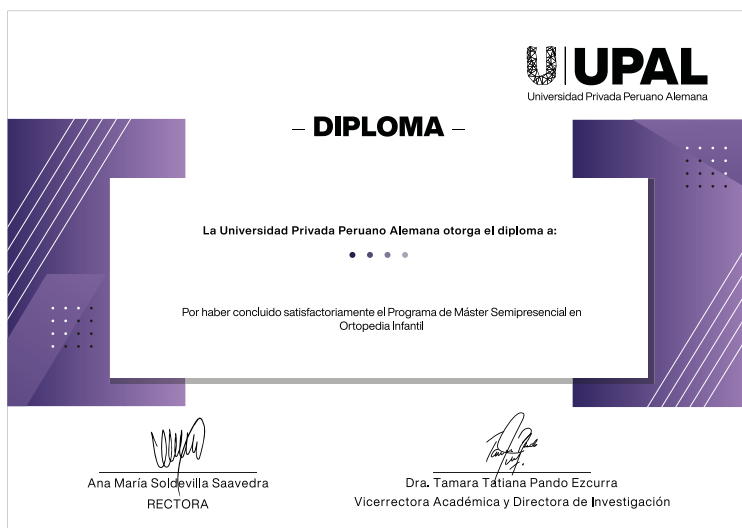 UPAL
Universidad Privada Peruano Alemana
– DIPLOMA –
La Universidad Privada Peruano Alemana otorga el diploma a:
Por haber concluido satisfactoriamente el Programa de Máster Semipresencial en
Ortopedia Infantil
Ana María Soldevilla Saavedra
RECTORA
Dra. Tamara Tatiana Pando Ezcurra
Vicerrectora Académica y Directora de Investigación